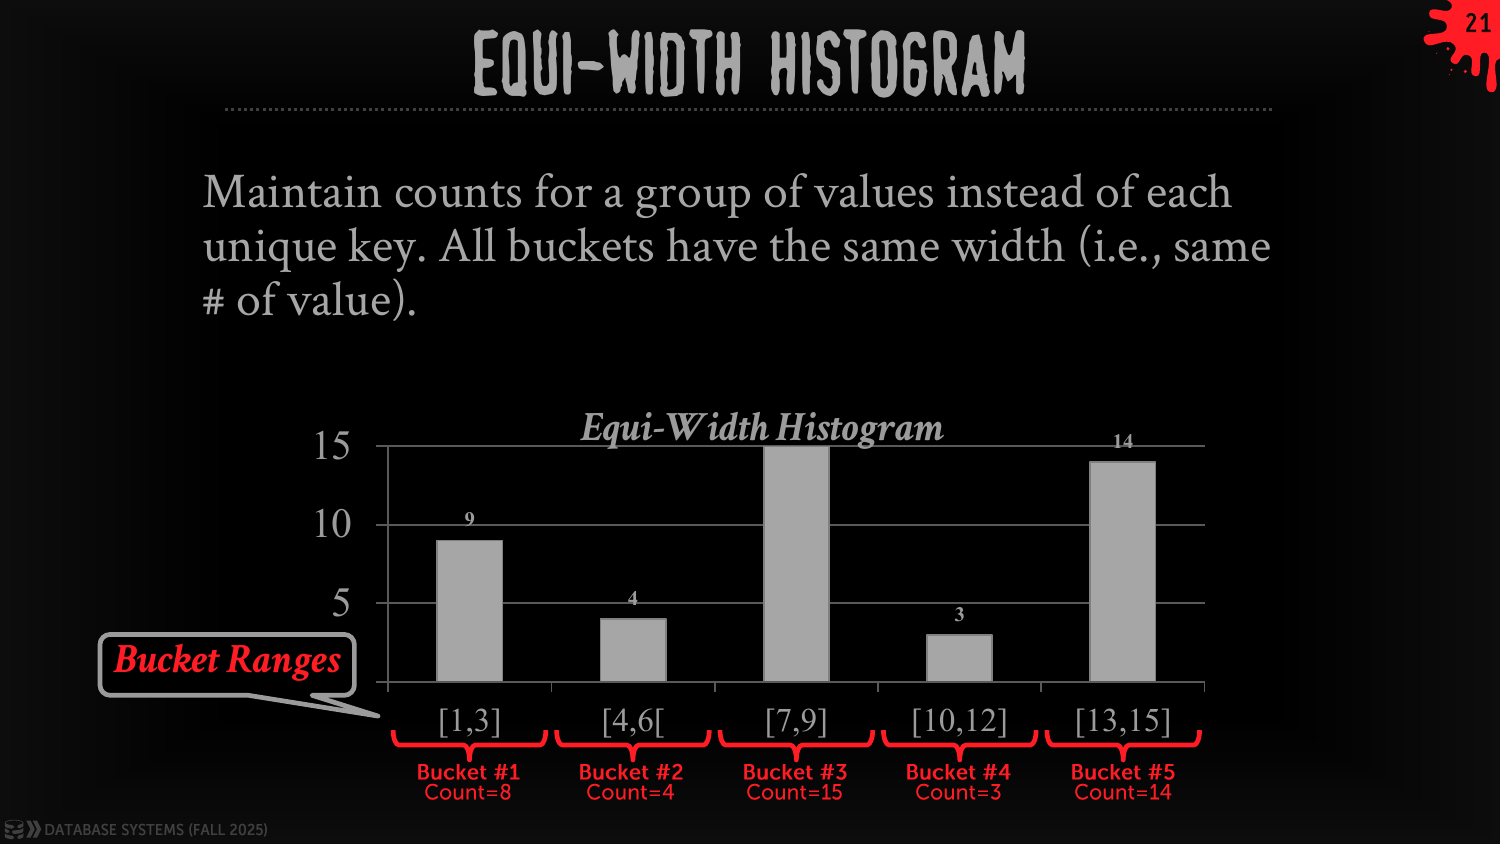 21
EQUI-WIDTH HISTOGRAM
Maintain counts for a group of values instead of each
unique key. All buckets have the same width (i.e., same
# of value).
Equi-Width Histogram
15
10
5
9
4
3
14
Bucket Ranges
[1,3] [4,6[ [7,9] [10,12] [13,15]
Bucket #1 Bucket #2 Bucket #3 Bucket #4 Bucket #5
Count=8 Count=4 Count=15 Count=3 Count=14
DATABASE SYSTEMS (FALL 2025)